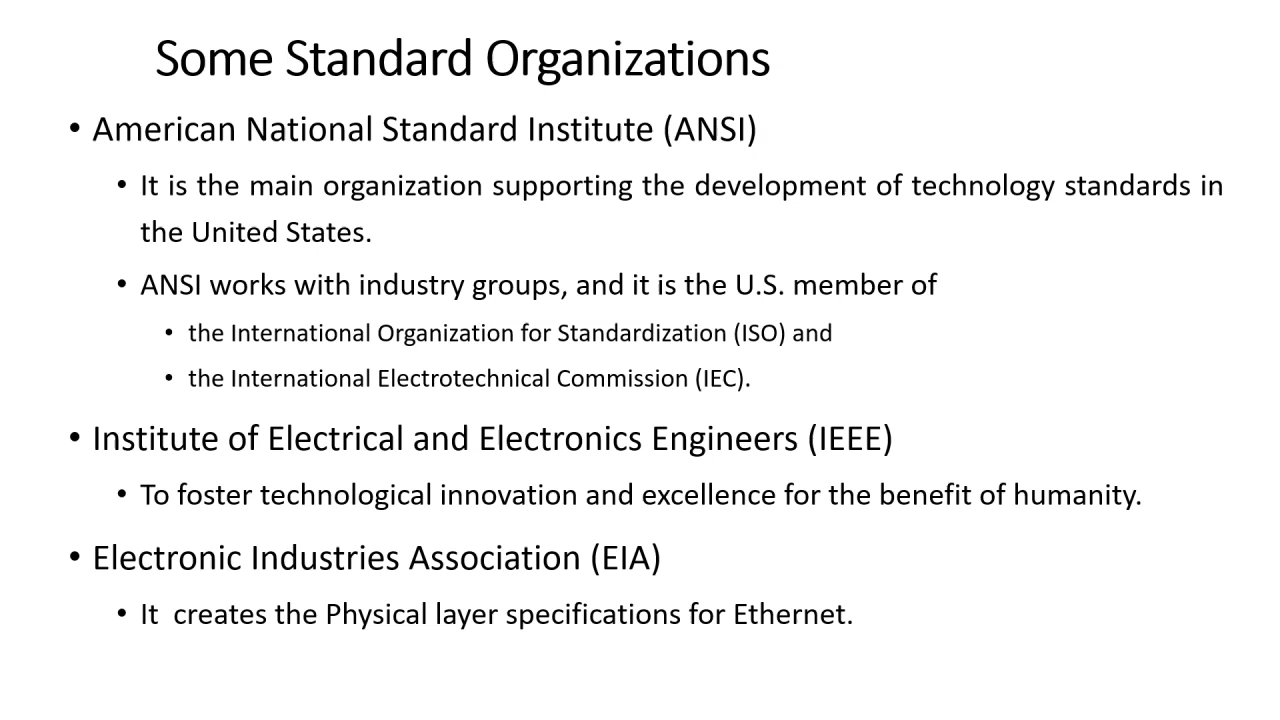 Some Standard Organizations
• American National Standard Institute (ANSI)
• It is the main organization supporting the development of technology standards in
the United States.
• ANSI works with industry groups, and it is the U.S. member of
• the International Organization for Standardization (ISO) and
• the International Electrotechnical Commission (IEC).
• Institute of Electrical and Electronics Engineers (IEEE)
• To foster technological innovation and excellence for the benefit of humanity.
• Electronic Industries Association (EIA)
• It  creates the Physical layer specifications for Ethernet.